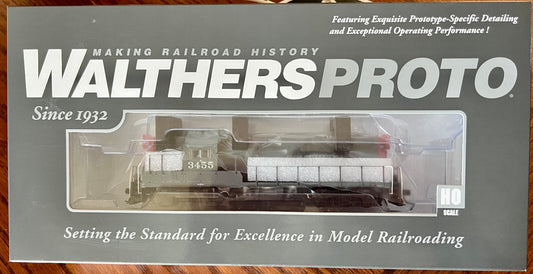 Featuring Exquisite Prototype-Specific Detailing
and Exceptional Operating Performance !
MAKING RAILROAD HISTORY
WALTHERSPROTO®
Since 1932
3455
HO
SCALE
Setting the Standard for Excellence in Model Railroading